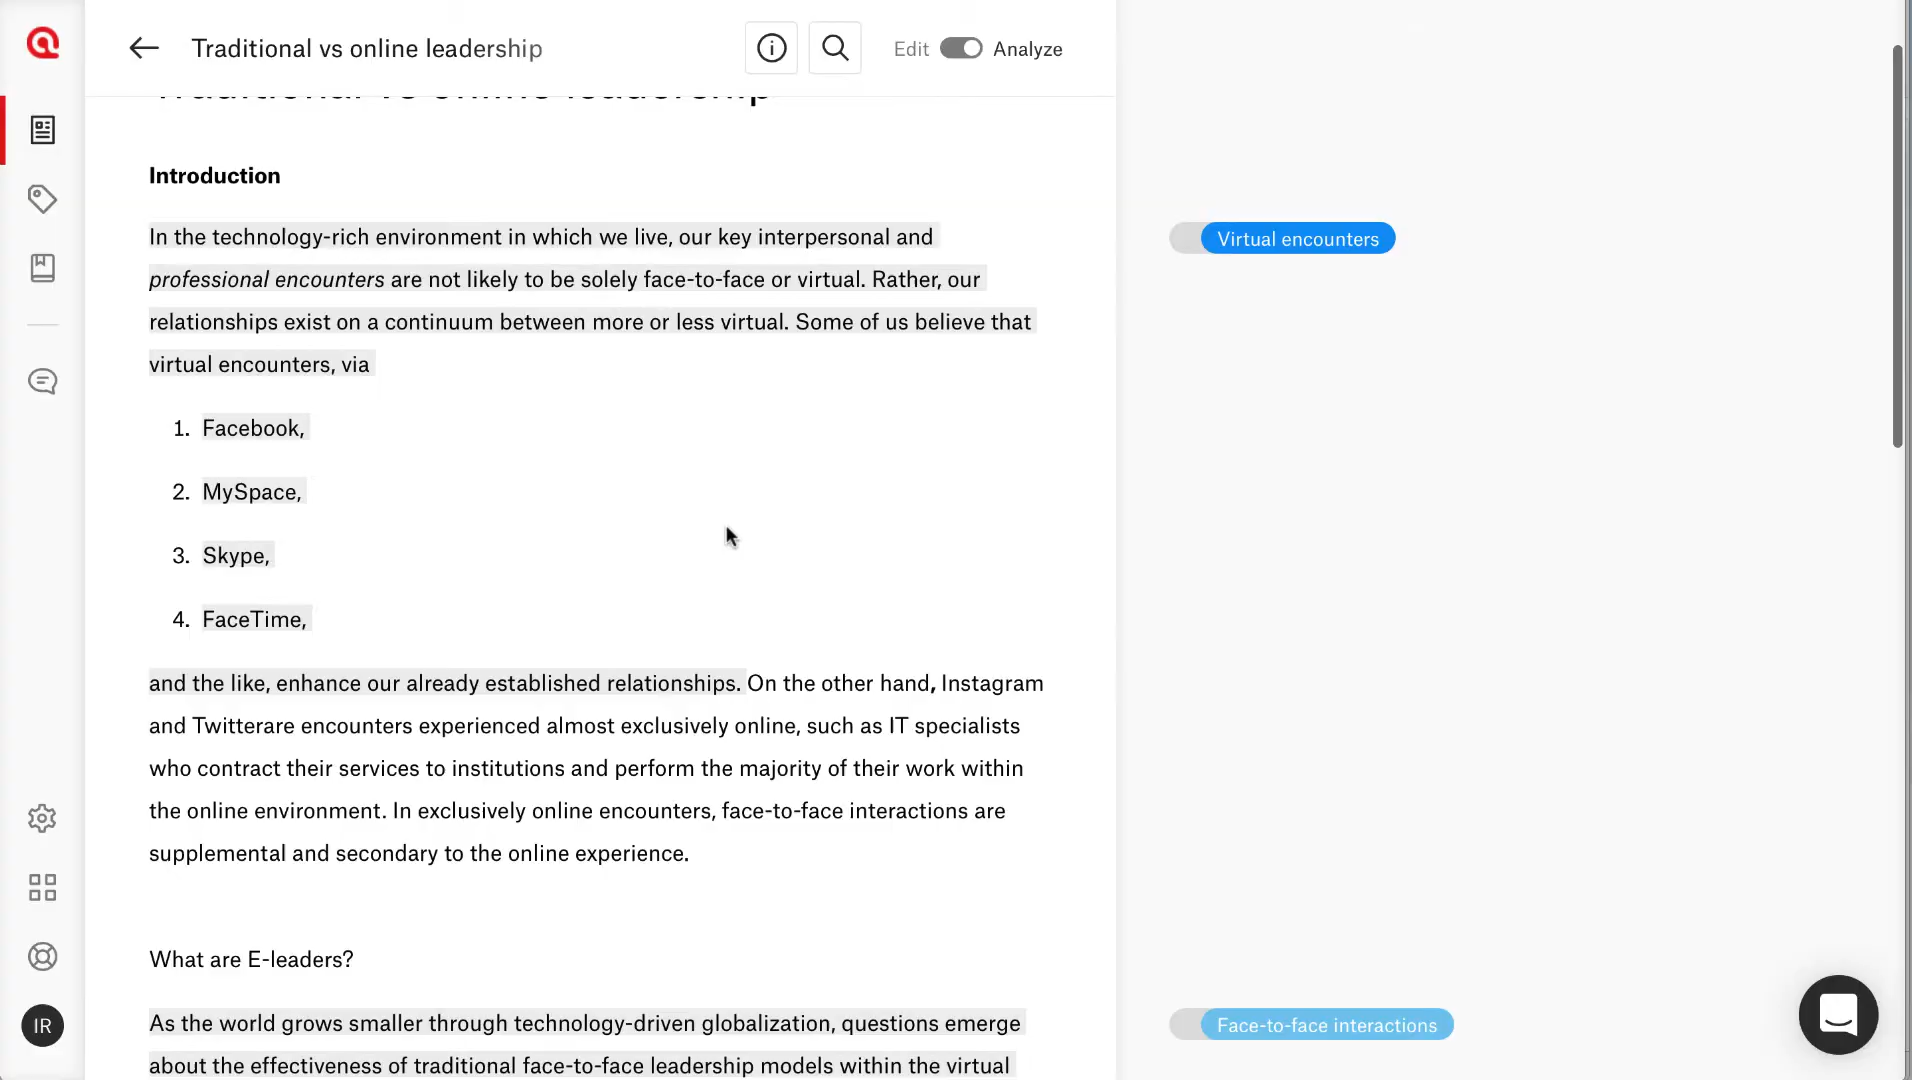 Traditional vs online leadership
Edit
Analyze
Traditional vs online leadership
Introduction
In the technology-rich environment in which we live, our key interpersonal and
professional encounters are not likely to be solely face-to-face or virtual. Rather, our
relationships exist on a continuum between more or less virtual. Some of us believe that
virtual encounters, via
1. Facebook,
2. MySpace,
3. Skype,
4. FaceTime,
and the like, enhance our already established relationships. On the other hand, Instagram
and Twitterare encounters experienced almost exclusively online, such as IT specialists
who contract their services to institutions and perform the majority of their work within
the online environment. In exclusively online encounters, face-to-face interactions are
supplemental and secondary to the online experience.
What are E-leaders?
As the world grows smaller through technology-driven globalization, questions emerge
about the effectiveness of traditional face-to-face leadership models within the virtual
Virtual encounters
Face-to-face interactions
IR